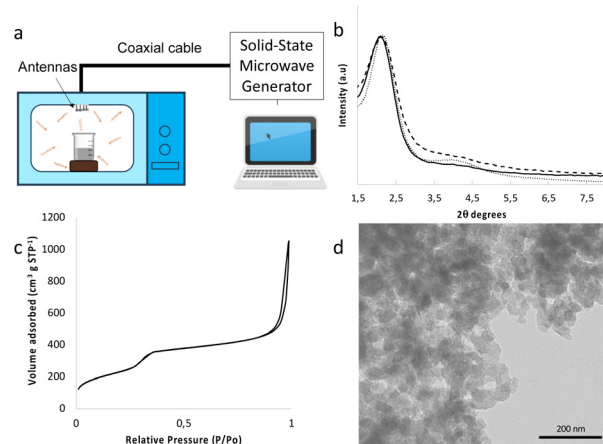 a
Coaxial cable
Antennas
Solid-State
Microwave
Generator
b
Intensity (a.u)
1,5 2,5 3,5 4,5 5,5 6,5 7,5
2θ degrees
c
Volume adsorbed (cm³ g STP⁻¹)
1200
1000
800
600
400
200
0
0 0,5 1
Relative Pressure (P/Po)
d
200 nm